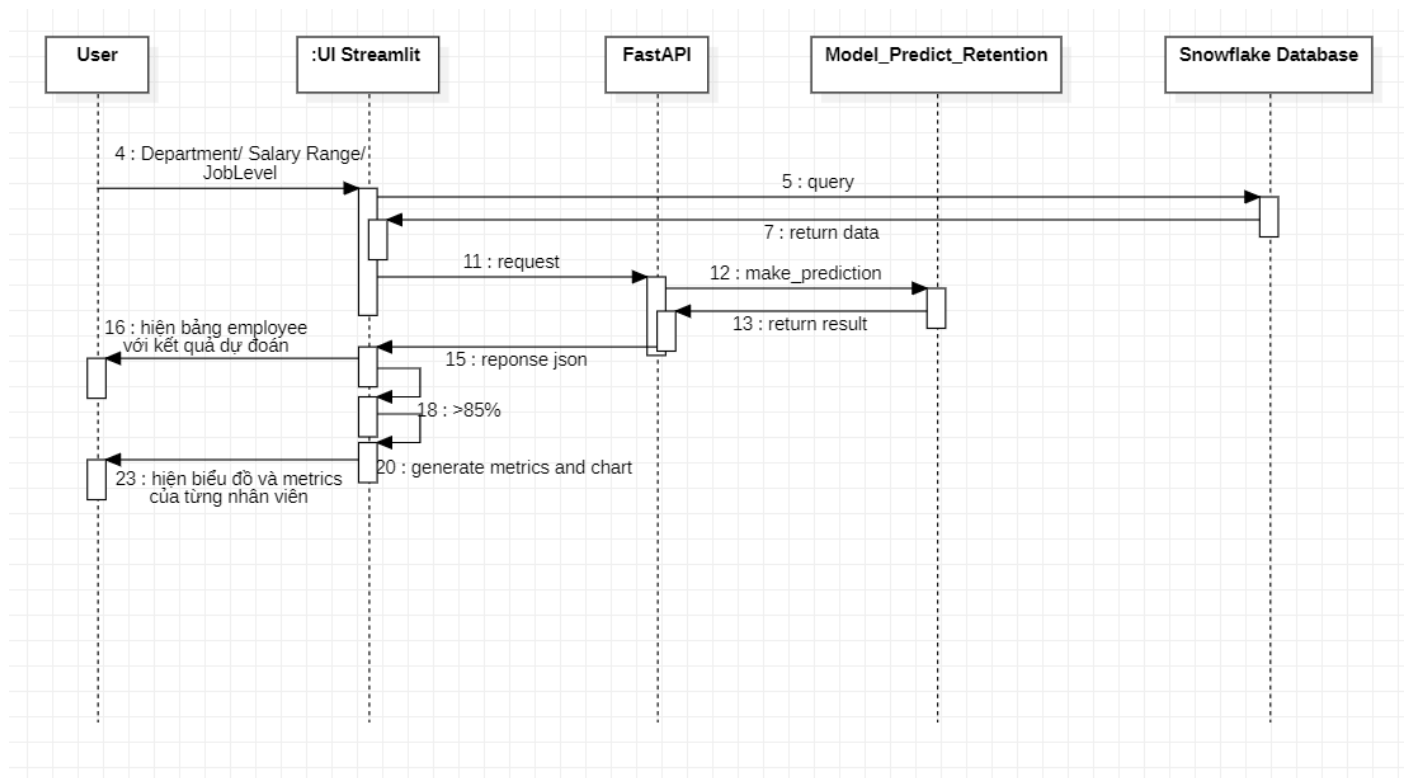 User
:UI Streamlit
FastAPI
Model_Predict_Retention
Snowflake Database
4 : Department/ Salary Range/
JobLevel
5 : query
7 : return data
11 : request
12 : make_prediction
13 : return result
16 : hiện bảng employee
với kết quả dự đoán
15 : reponse json
18 : >85%
20 : generate metrics and chart
23 : hiện biểu đồ và metrics
của từng nhân viên